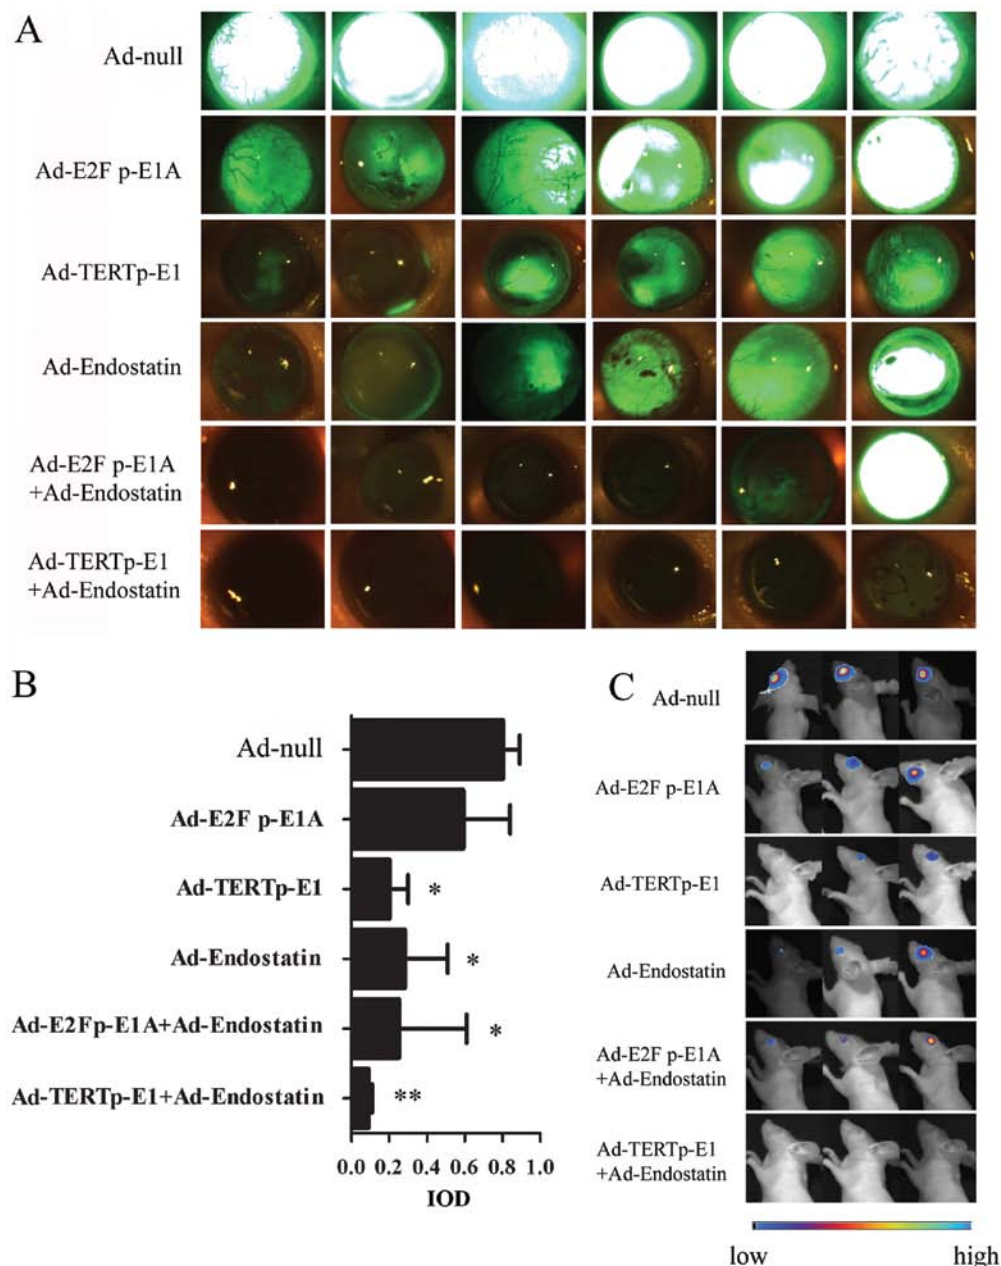 A
Ad-null
Ad-E2F p-E1A
Ad-TERTp-E1
Ad-Endostatin
Ad-E2F p-E1A
+Ad-Endostatin
Ad-TERTp-E1
+Ad-Endostatin
B
Ad-null
Ad-E2F p-E1A
Ad-TERTp-E1
*
Ad-Endostatin
*
Ad-E2Fp-E1A+Ad-Endostatin
*
Ad-TERTp-E1+Ad-Endostatin
**
0.0 0.2 0.4 0.6 0.8 1.0
IOD
C
Ad-null
Ad-E2F p-E1A
Ad-TERTp-E1
Ad-Endostatin
Ad-E2F p-E1A
+Ad-Endostatin
Ad-TERTp-E1
+Ad-Endostatin
low high